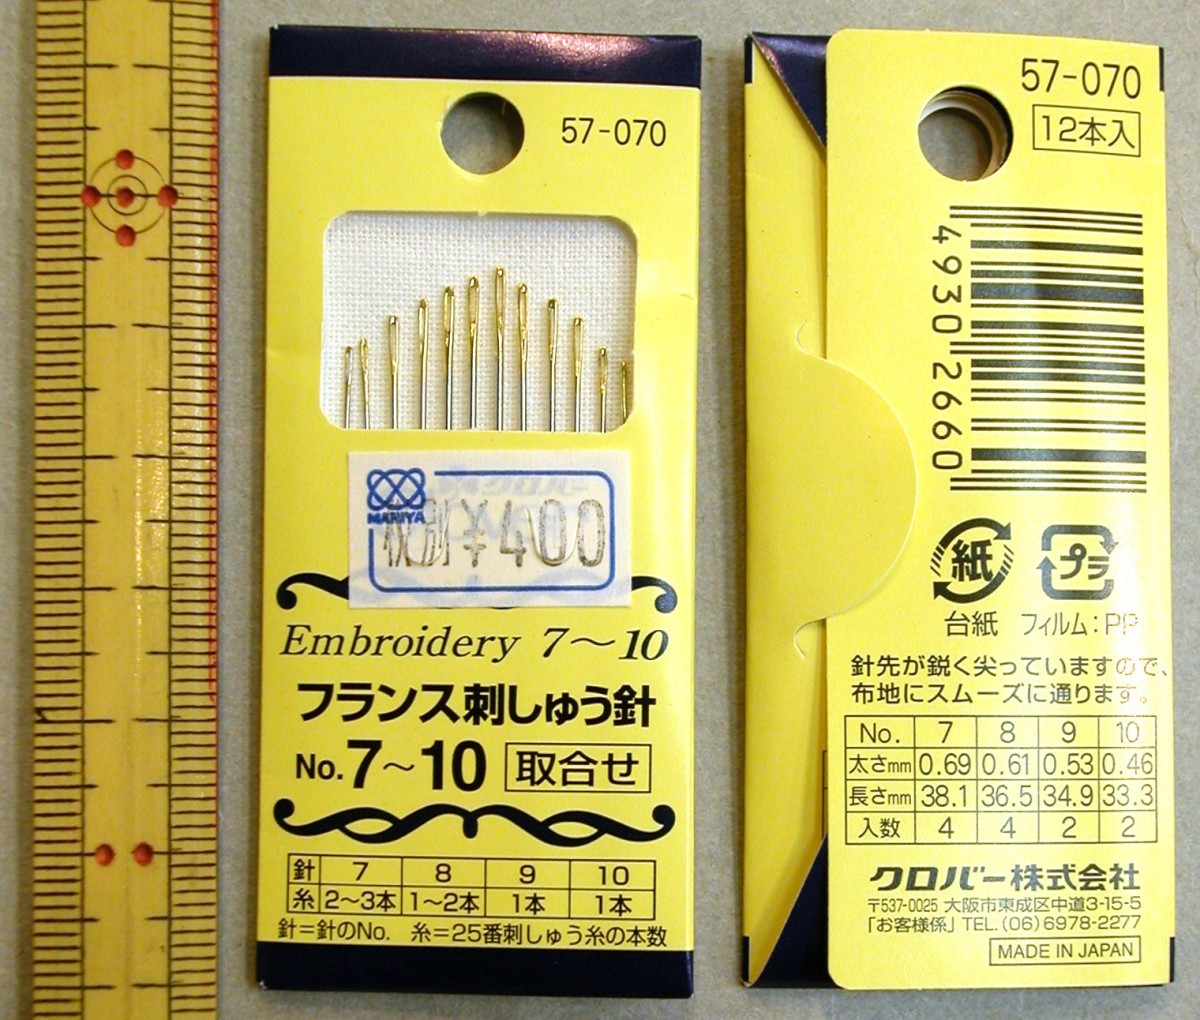 57-070
MARIYA
税別 ¥400
Embroidery 7~10
フランス刺しゅう針
No.7~10 取合せ
針 7 8 9 10
糸 2~3本 1~2本 1本 1本
針=針のNo. 糸=25番刺しゅう糸の本数
57-070
12本入
4930 2660
紙 プラ
台紙 フィルム:PP
針先が鋭く尖っていますので、
布地にスムーズに通ります。
No. 7 8 9 10
太さmm 0.69 0.61 0.53 0.46
長さmm 38.1 36.5 34.9 33.3
入数 4 4 2 2
クロバー株式会社
〒537-0025 大阪市東成区中道3-15-5
「お客様係」TEL.(06)6978-2277
MADE IN JAPAN